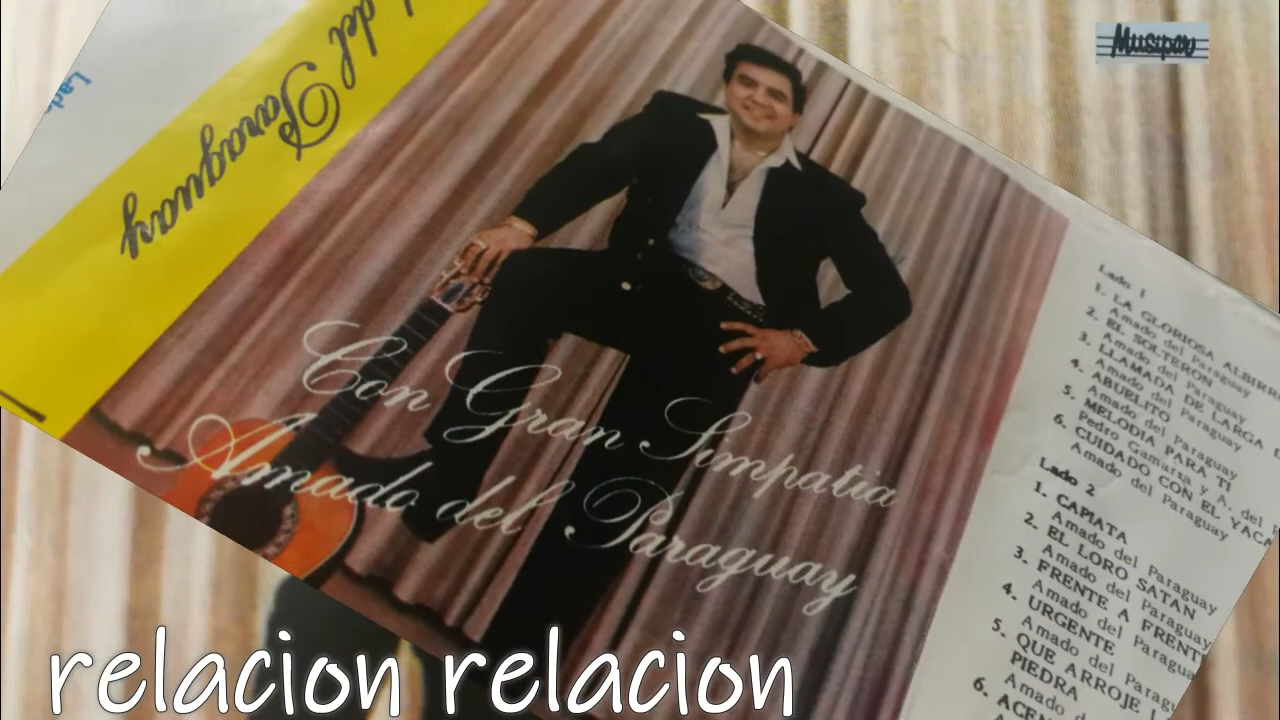 Musipar
Lado
del Paraguay
Con Gran Simpatia
Amado del Paraguay
Lado 1
1. LA GLORIOSA ALBIRR
Amado del Paraguay
2. EL SOLTERON
Amado del Paraguay
3. LLAMADA DE LARGA D
Amado del Paraguay
4. ABUELITO
Amado del Paraguay
5. MELODIA PARA TI
Pedro Gamarra y A. del P
6. CUIDADO CON EL YACA
Amado del Paraguay
Lado 2
1. CAPIATA
Amado del Paraguay
2. EL LORO SATAN
Amado del Paraguay
3. FRENTE A FRENT
Amado del Paraguay
4. URGENTE
Amado del Parag
5. QUE ARROJE
PIEDRA
Amado d
6. ACEN
relacion relacion